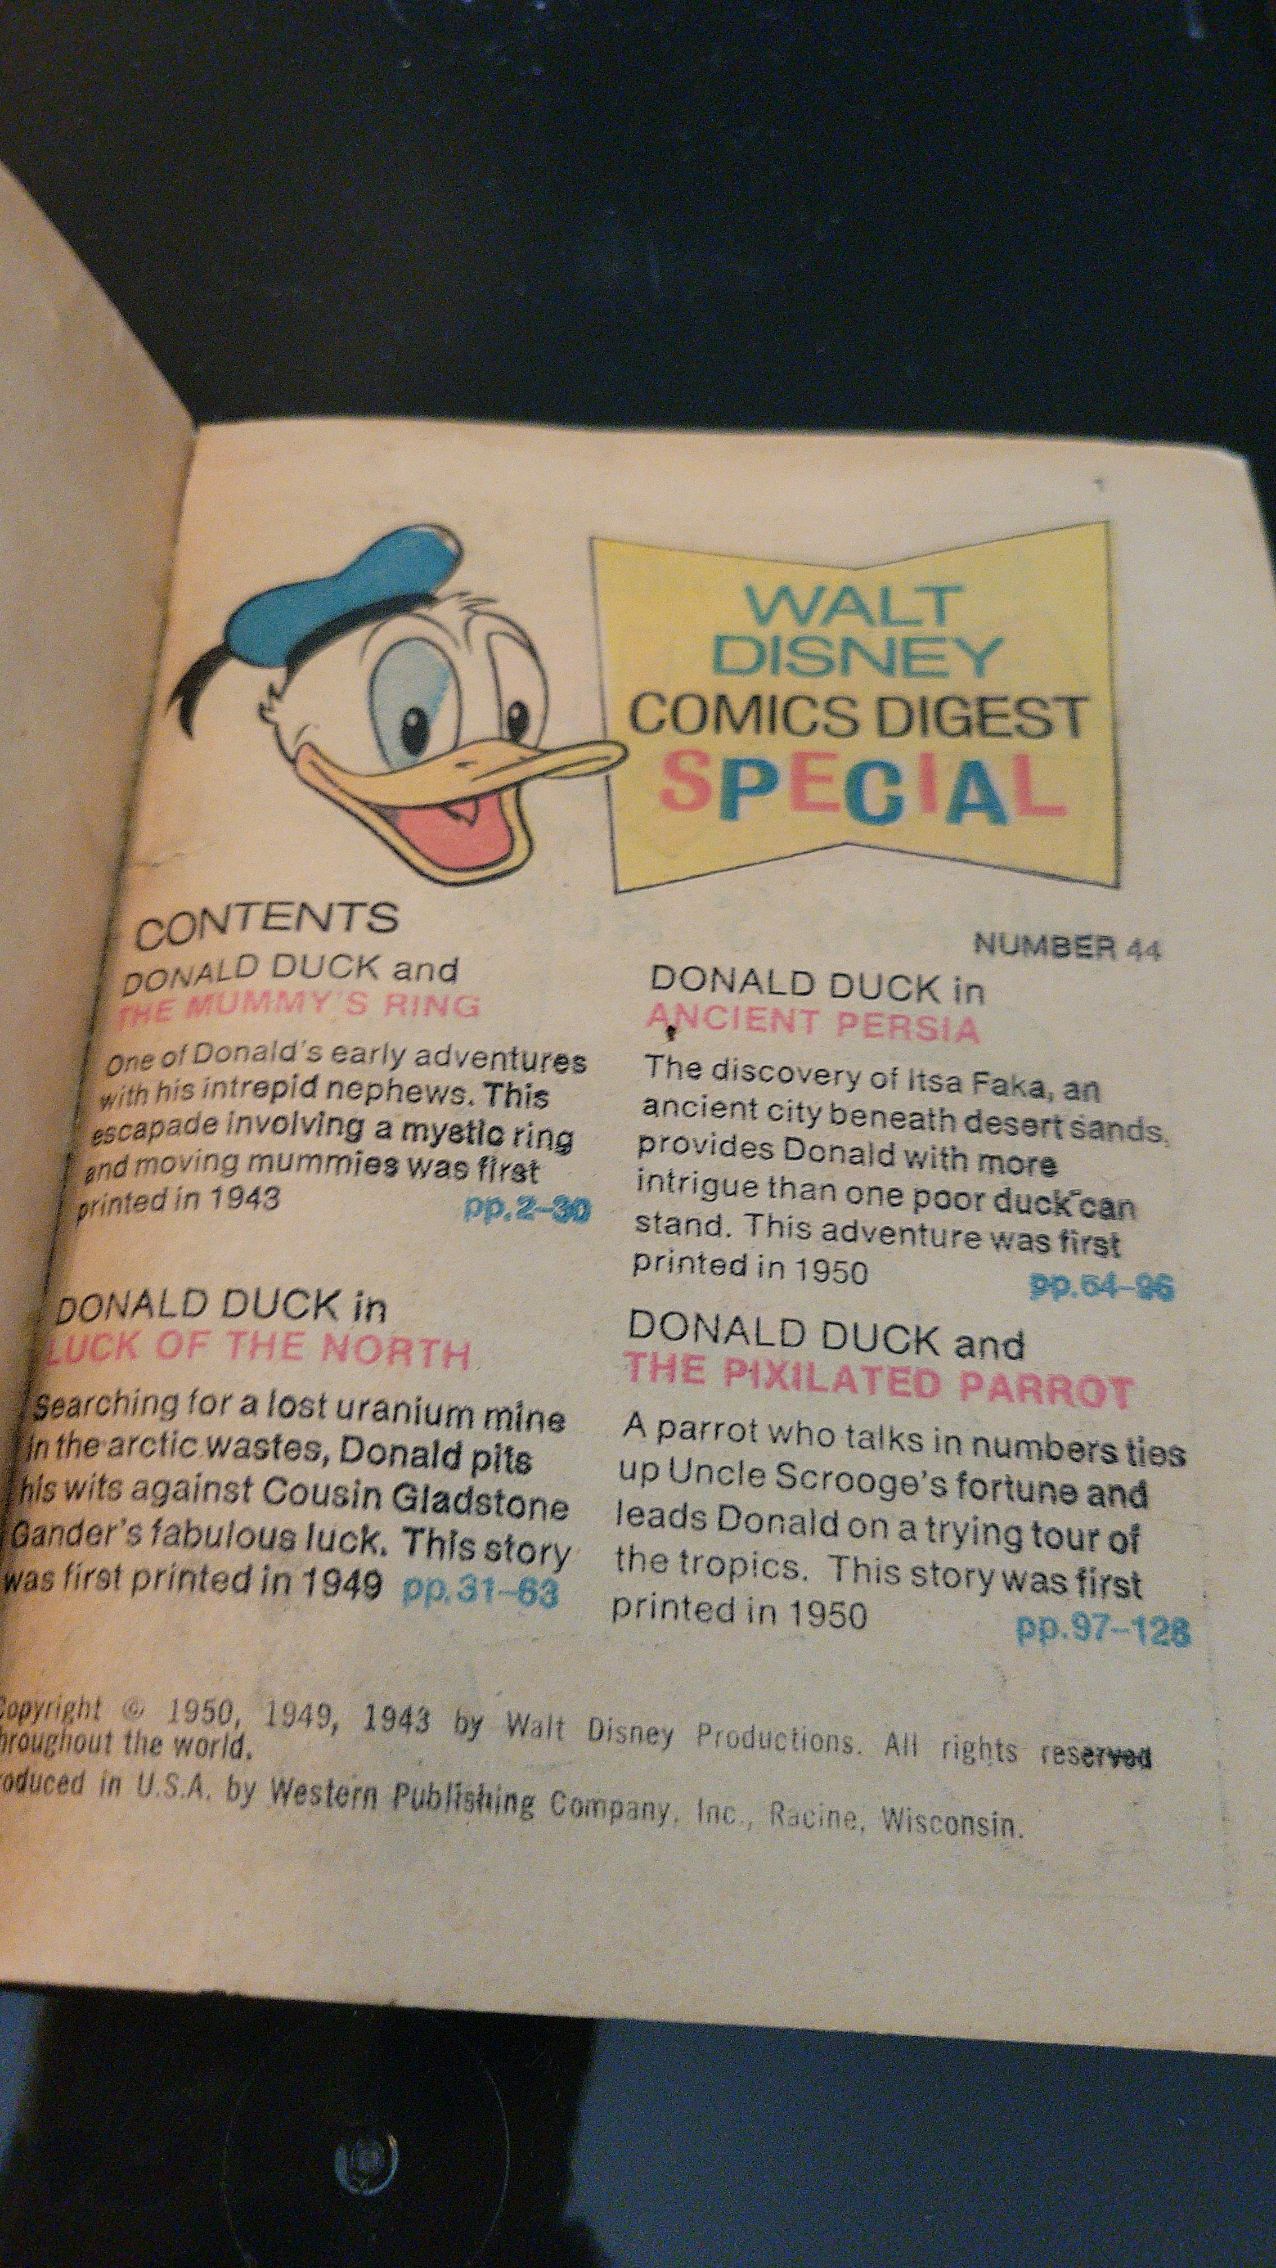 WALT
DISNEY
COMICS DIGEST
SPECIAL
CONTENTS
NUMBER 44
DONALD DUCK and
THE MUMMY'S RING
One of Donald's early adventures
with his intrepid nephews. This
escapade involving a mystic ring
and moving mummies was first
printed in 1943 pp.2-30
DONALD DUCK in
LUCK OF THE NORTH
Searching for a lost uranium mine
in the arctic wastes, Donald pits
his wits against Cousin Gladstone
Gander's fabulous luck. This story
was first printed in 1949 pp.31-63
DONALD DUCK in
ANCIENT PERSIA
The discovery of Itsa Faka, an
ancient city beneath desert sands,
provides Donald with more
intrigue than one poor duck can
stand. This adventure was first
printed in 1950 pp.64-96
DONALD DUCK and
THE PIXILATED PARROT
A parrot who talks in numbers ties
up Uncle Scrooge's fortune and
leads Donald on a trying tour of
the tropics. This story was first
printed in 1950 pp.97-128
Copyright © 1950, 1949, 1943 by Walt Disney Productions. All rights reserved
throughout the world.
roduced in U.S.A. by Western Publishing Company, Inc., Racine, Wisconsin.